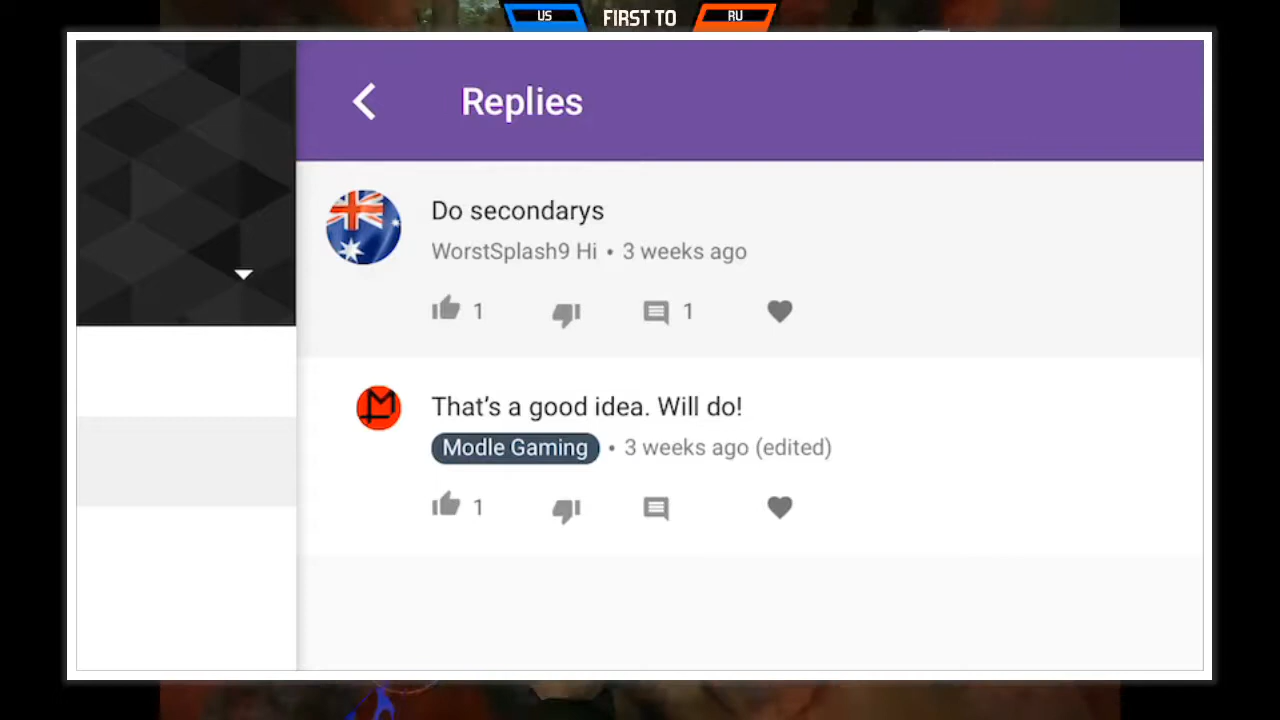 US FIRST TO RU
Replies
Do secondarys
WorstSplash9 Hi • 3 weeks ago
1 1
That's a good idea. Will do!
Modle Gaming • 3 weeks ago (edited)
1